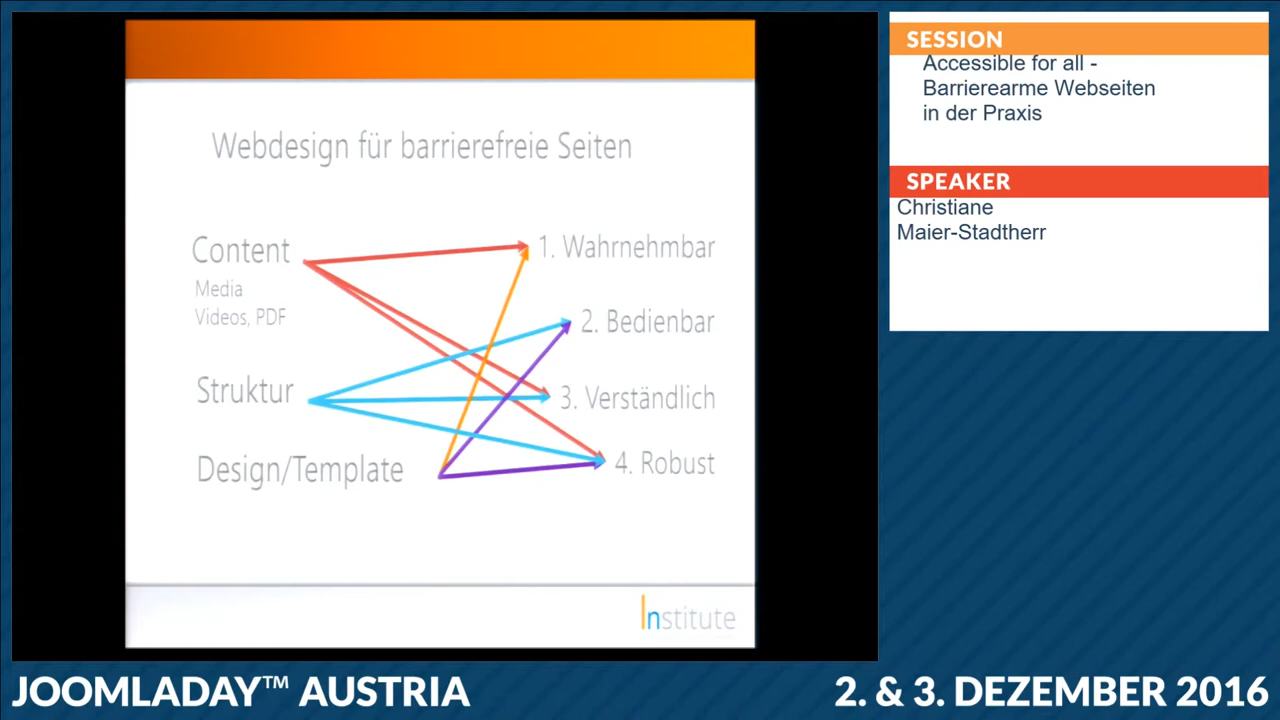 Webdesign für barrierefreie Seiten
Content
Media
Videos, PDF
Struktur
Design/Template
1. Wahrnehmbar
2. Bedienbar
3. Verständlich
4. Robust
Institute
SESSION
Accessible for all -
Barrierearme Webseiten
in der Praxis
SPEAKER
Christiane
Maier-Stadtherr
JOOMLADAY™ AUSTRIA
2. & 3. DEZEMBER 2016